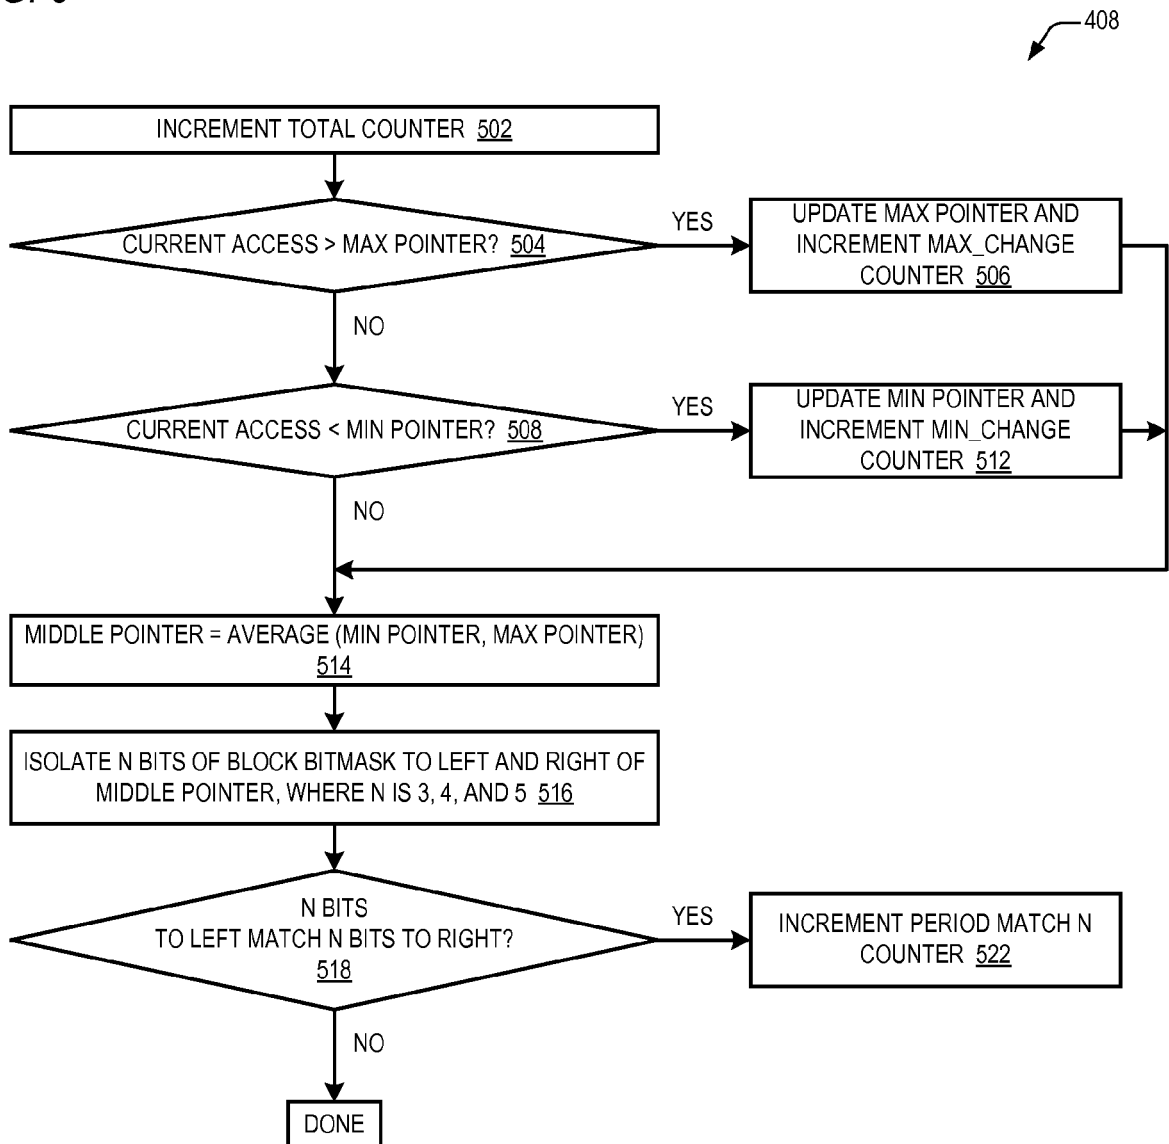 408
INCREMENT TOTAL COUNTER 502
CURRENT ACCESS > MAX POINTER? 504
YES
UPDATE MAX POINTER AND
INCREMENT MAX_CHANGE
COUNTER 506
NO
CURRENT ACCESS < MIN POINTER? 508
YES
UPDATE MIN POINTER AND
INCREMENT MIN_CHANGE
COUNTER 512
NO
MIDDLE POINTER = AVERAGE (MIN POINTER, MAX POINTER)
514
ISOLATE N BITS OF BLOCK BITMASK TO LEFT AND RIGHT OF
MIDDLE POINTER, WHERE N IS 3, 4, AND 5 516
N BITS
TO LEFT MATCH N BITS TO RIGHT?
518
YES
INCREMENT PERIOD MATCH N
COUNTER 522
NO
DONE